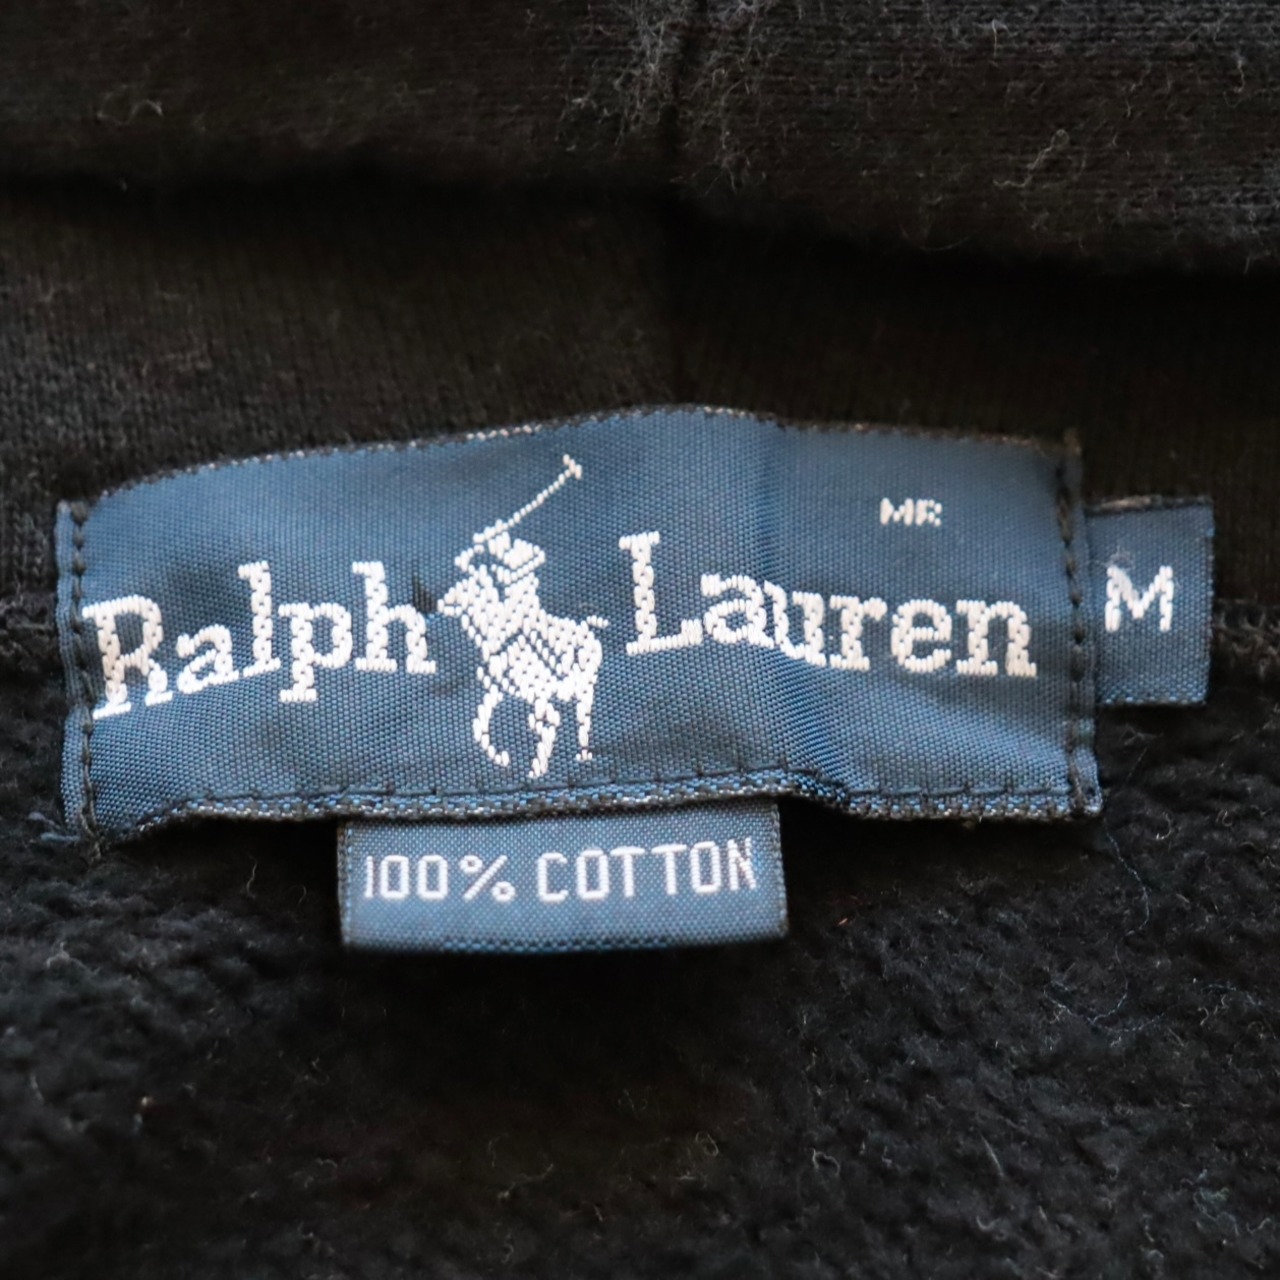 MR
Ralph Lauren
M
100% COTTON